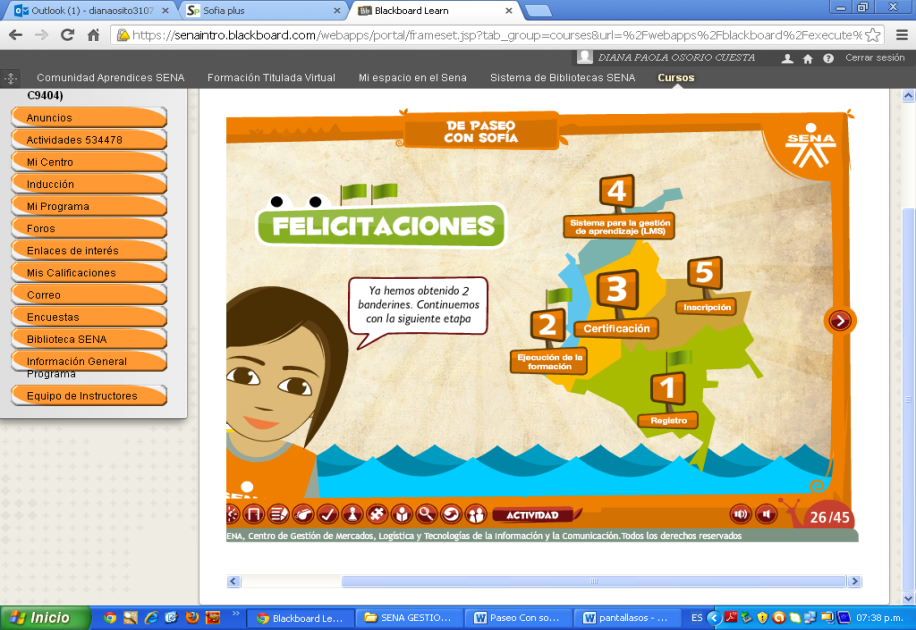 Outlook (1) - dianaosito3107
Sofia plus
Blackboard Learn
https://senaintro.blackboard.com/webapps/portal/frameset.jsp?tab_group=courses&url=%2Fwebapps%2Fblackboard%2Fexecute%
DIANA PAOLA OSORIO CUESTA
Cerrar sesión
Comunidad Aprendices SENA
Formación Titulada Virtual
Mi espacio en el Sena
Sistema de Bibliotecas SENA
Cursos
C9404)
Anuncios
Actividades 534478
Mi Centro
Inducción
Mi Programa
Foros
Enlaces de interés
Mis Calificaciones
Correo
Encuestas
Biblioteca SENA
Información General
Programa
Equipo de Instructores
DE PASEO
CON SOFÍA
SENA
FELICITACIONES
Ya hemos obtenido 2
banderines. Continuemos
con la siguiente etapa
4
Sistema para la gestión
de aprendizaje (LMS)
5
Inscripción
3
Certificación
2
Ejecución de la
formación
1
Registro
ACTIVIDAD
26/45
ENA, Centro de Gestión de Mercados, Logística y Tecnologías de la Información y la Comunicación.Todos los derechos reservados
Inicio
Blackboard Le...
SENA GESTIO...
Paseo Con so...
pantallasos - ...
ES
07:38 p.m.